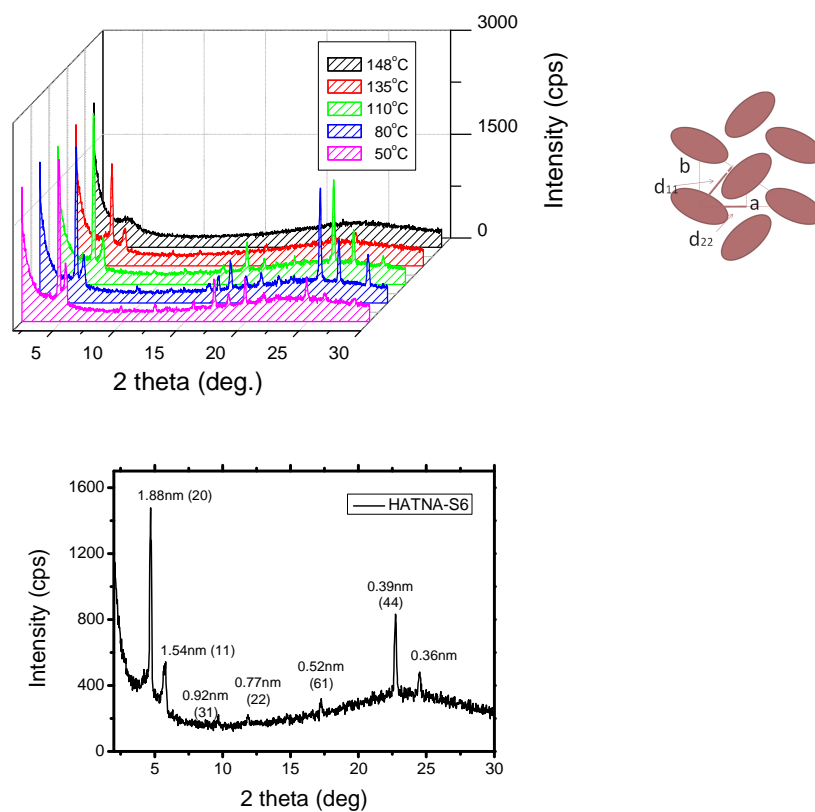 3000
1500
0
Intensity (cps)
148°C
135°C
110°C
80°C
50°C
5 10 15 20 25 30
2 theta (deg.)
b
d11
a
d22
1600
1200
800
400
0
Intensity (cps)
1.88nm (20)
HATNA-S6
1.54nm (11)
0.92nm
(31)
0.77nm
(22)
0.52nm
(61)
0.39nm
(44)
0.36nm
5 10 15 20 25 30
2 theta (deg)